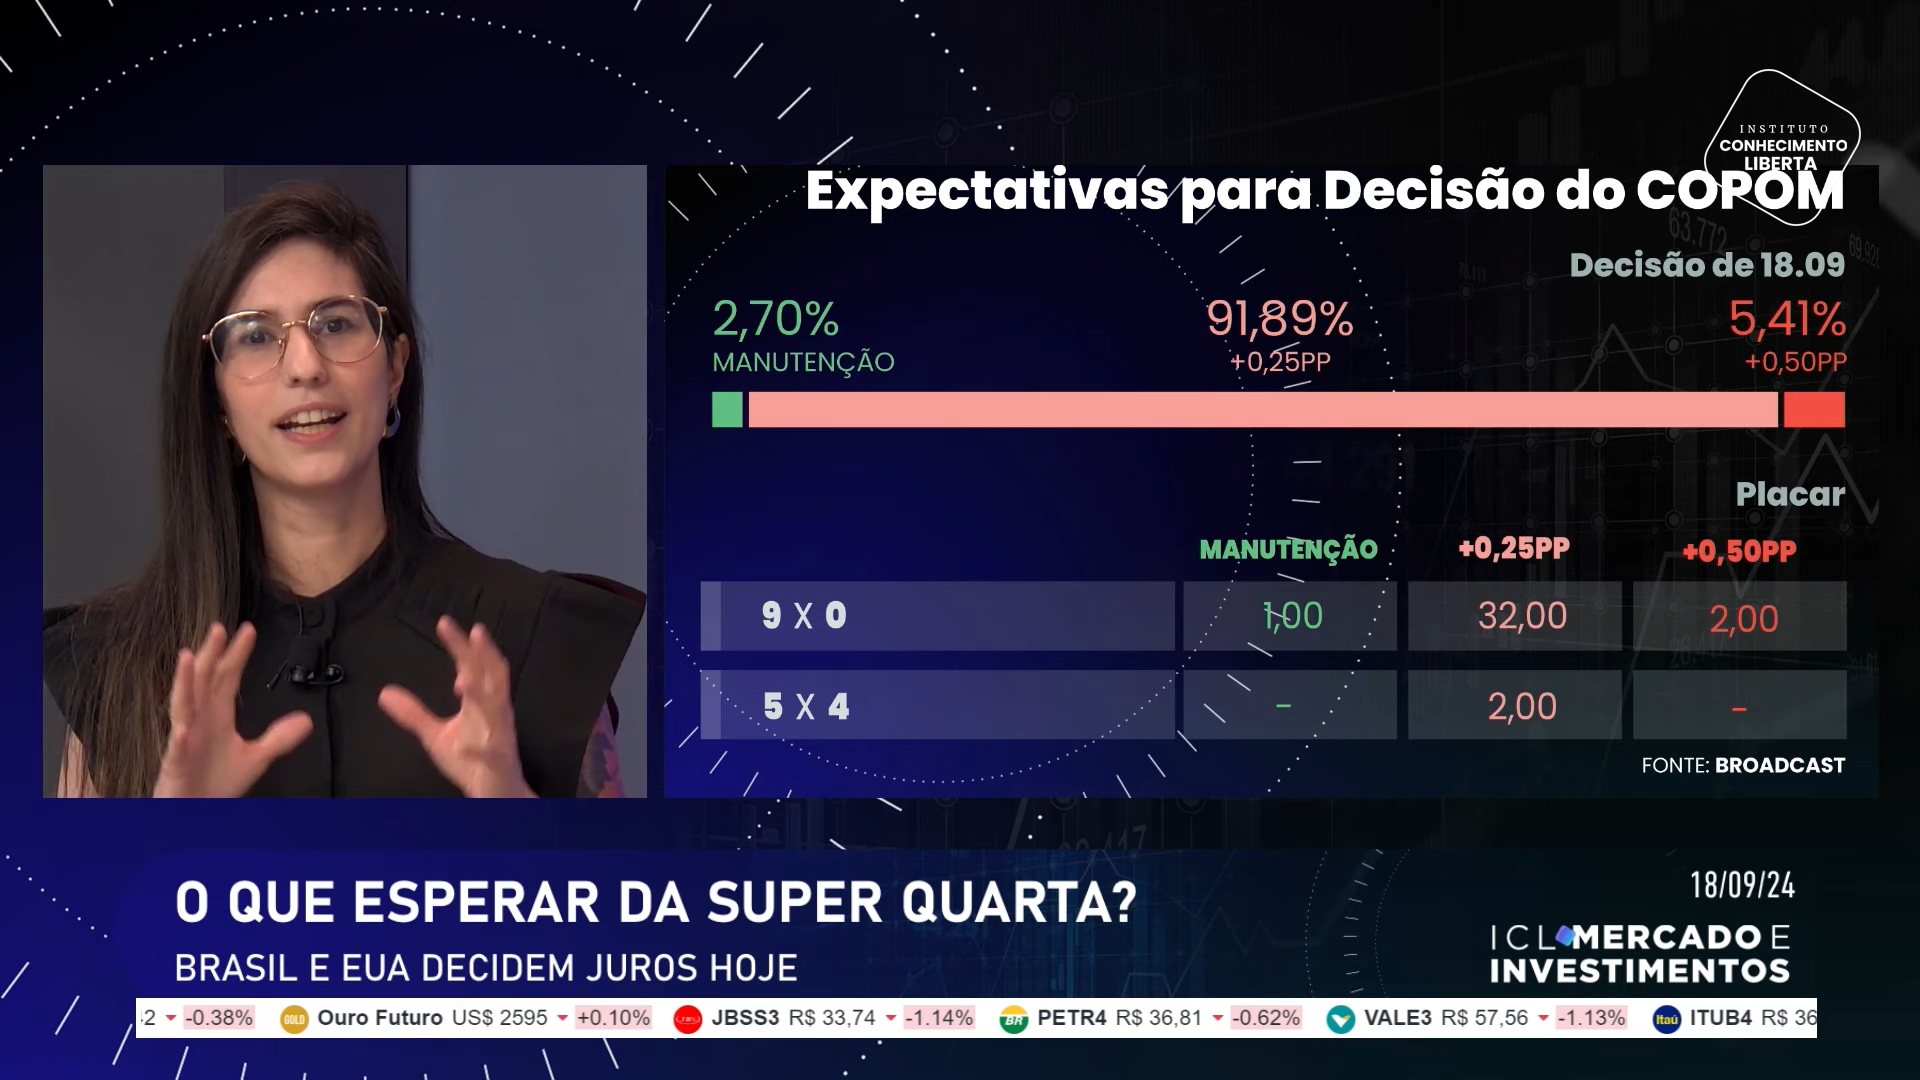 INSTITUTO
CONHECIMENTO
LIBERTA
Expectativas para Decisão do COPOM
Decisão de 18.09
2,70% 91,89% 5,41%
MANUTENÇÃO +0,25PP +0,50PP
Placar
MANUTENÇÃO +0,25PP +0,50PP
9 X 0 1,00 32,00 2,00
5 X 4 - 2,00 -
FONTE: BROADCAST
O QUE ESPERAR DA SUPER QUARTA?
18/09/24
BRASIL E EUA DECIDEM JUROS HOJE
ICL MERCADO E
INVESTIMENTOS
-0.38% GOLD Ouro Futuro US$ 2595 +0.10% JBSS3 R$ 33,74 -1.14% BR PETR4 R$ 36,81 -0.62% VALE3 R$ 57,56 -1.13% Itaú ITUB4 R$ 36